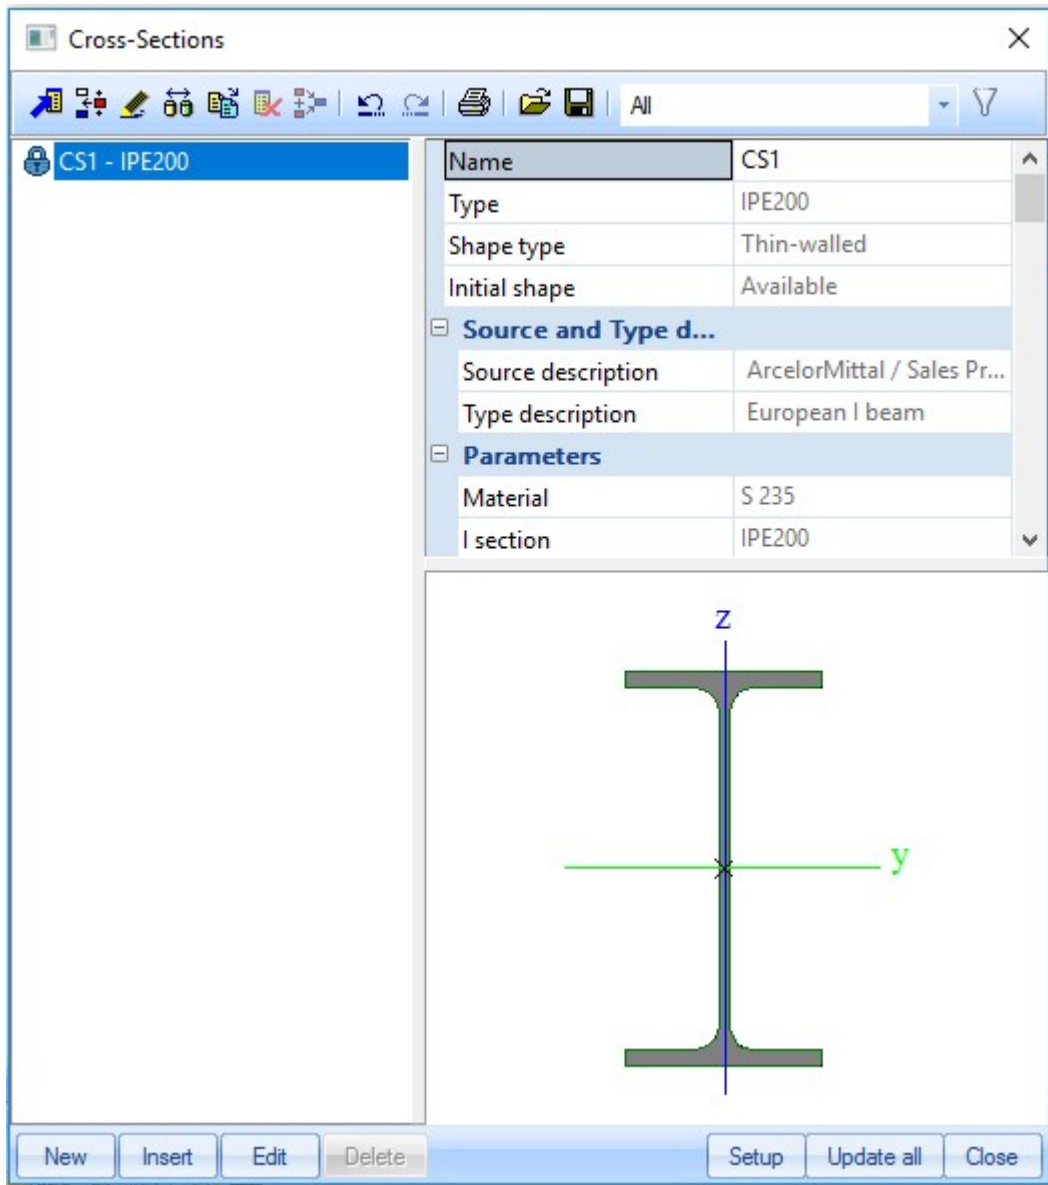 Cross-Sections
All
CS1 - IPE200
Name CS1
Type IPE200
Shape type Thin-walled
Initial shape Available
Source and Type d...
Source description ArcelorMittal / Sales Pr...
Type description European I beam
Parameters
Material S 235
I section IPE200
z
y
New Insert Edit Delete Setup Update all Close